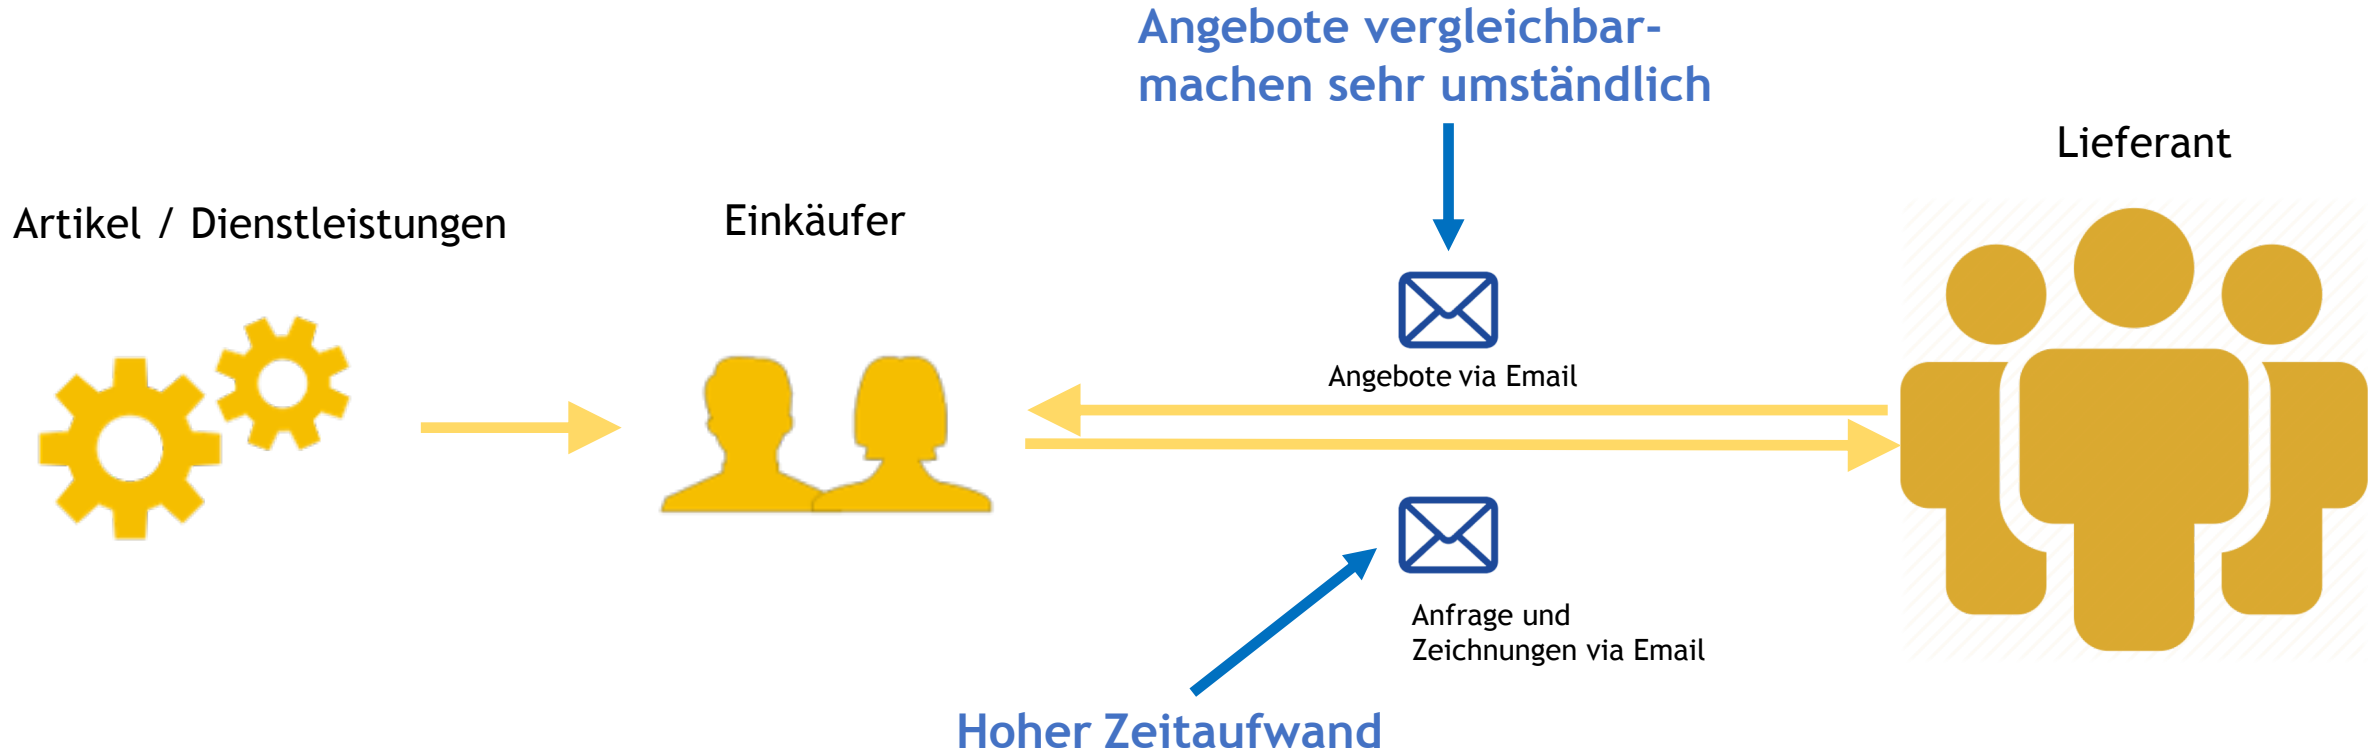 Angebote vergleichbar-
machen sehr umständlich
Lieferant
Artikel / Dienstleistungen
Einkäufer
Angebote via Email
Anfrage und
Zeichnungen via Email
Hoher Zeitaufwand